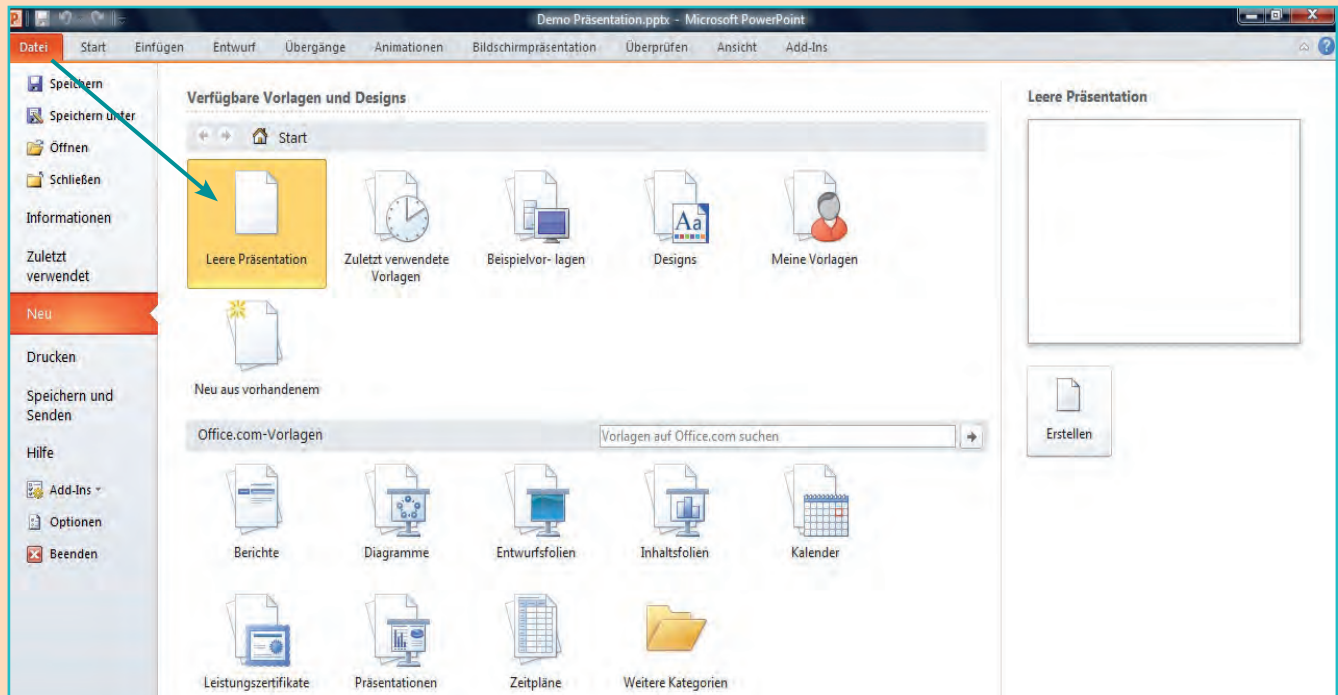 Demo Präsentation.pptx - Microsoft PowerPoint
Datei Start Einfügen Entwurf Übergänge Animationen Bildschirmpräsentation Überprüfen Ansicht Add-Ins
Speichern
Speichern unter
Öffnen
Schließen
Informationen
Zuletzt
verwendet
Neu
Drucken
Speichern und
Senden
Hilfe
Add-Ins
Optionen
Beenden
Verfügbare Vorlagen und Designs
Start
Leere Präsentation
Zuletzt verwendete
Vorlagen
Beispielvor- lagen
Aa
Designs
Meine Vorlagen
Neu aus vorhandenem
Office.com-Vorlagen
Vorlagen auf Office.com suchen
Berichte
Diagramme
Entwurfsfolien
Inhaltsfolien
Kalender
Leistungszertifikate
Präsentationen
Zeitpläne
Weitere Kategorien
Leere Präsentation
Erstellen